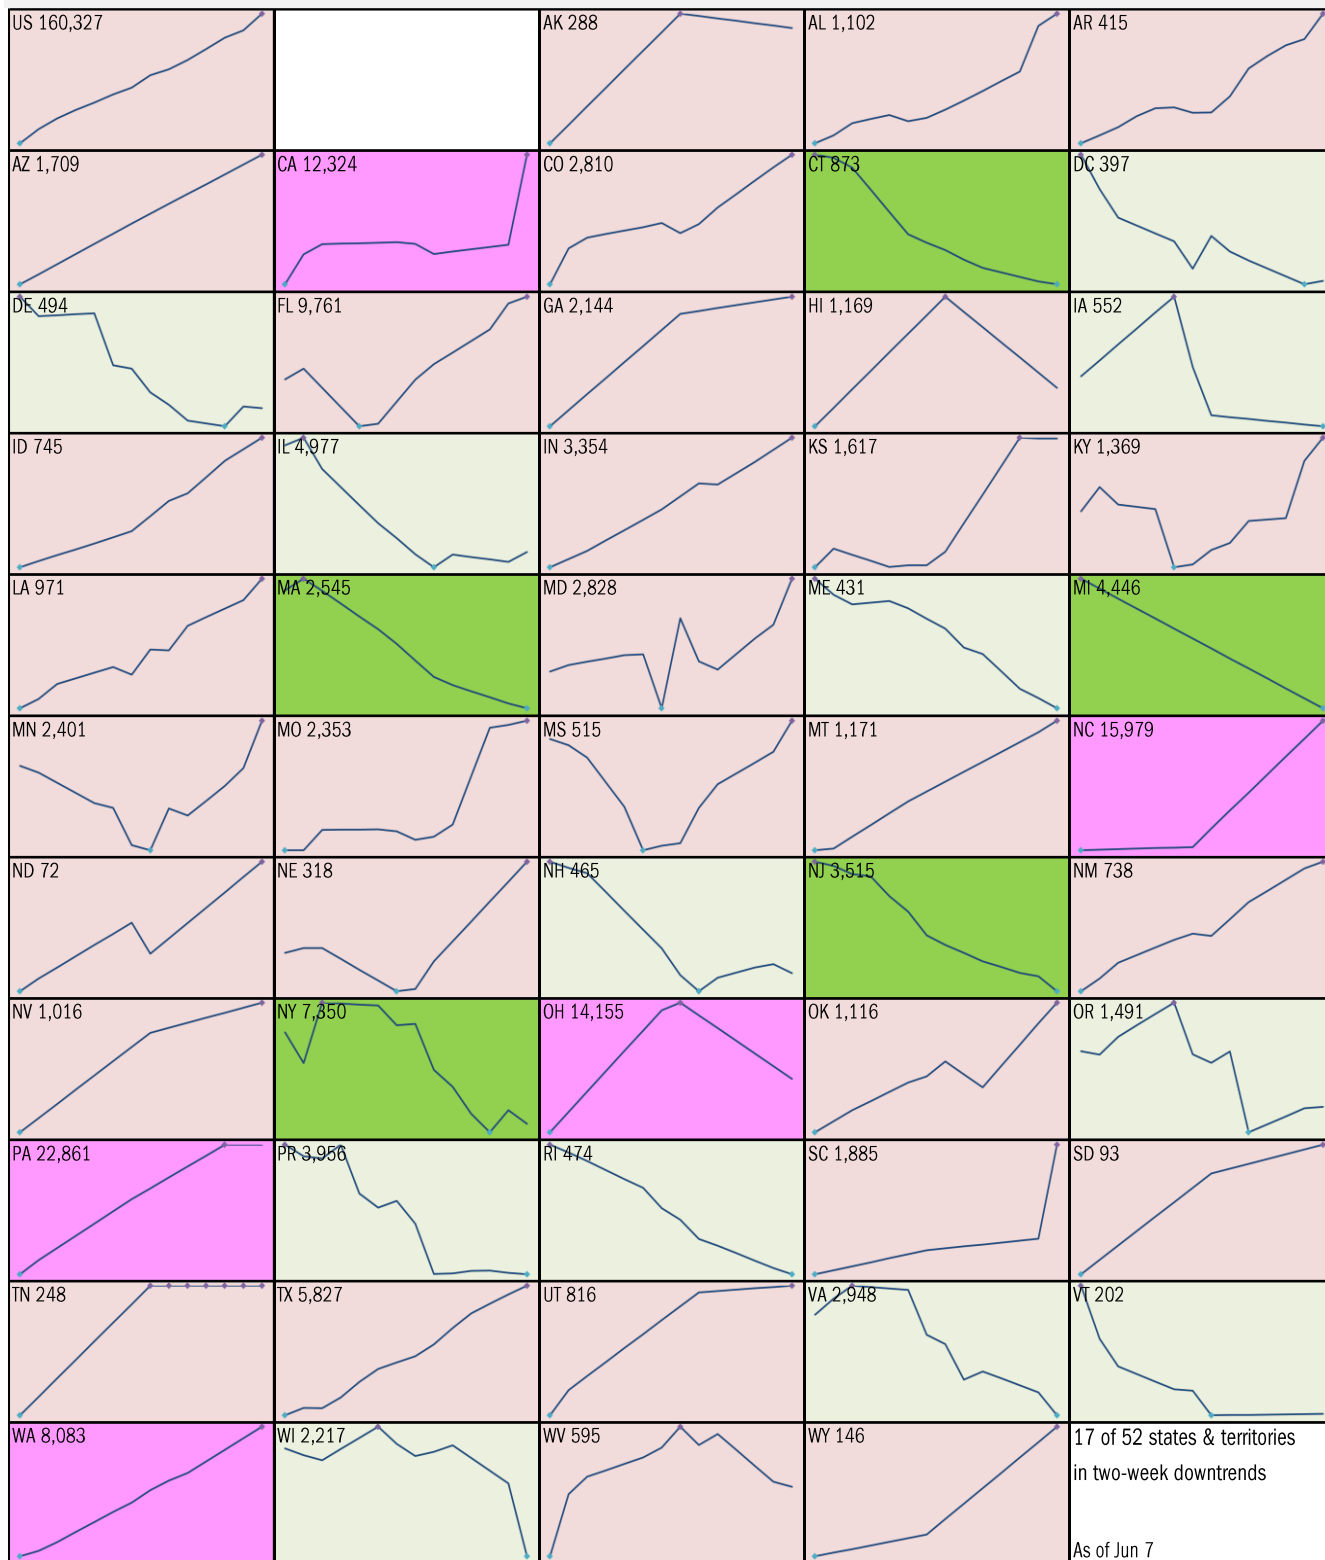 US 160,327
AK 288
AL 1,102
AR 415
AZ 1,709
CA 12,324
CO 2,810
CT 873
DC 397
DE 494
FL 9,761
GA 2,144
HI 1,169
IA 552
ID 745
IL 4,977
IN 3,354
KS 1,617
KY 1,369
LA 971
MA 2,545
MD 2,828
ME 431
MI 4,446
MN 2,401
MO 2,353
MS 515
MT 1,171
NC 15,979
ND 72
NE 318
NH 465
NJ 3,515
NM 738
NV 1,016
NY 7,350
OH 14,155
OK 1,116
OR 1,491
PA 22,861
PR 3,956
RI 474
SC 1,885
SD 93
TN 248
TX 5,827
UT 816
VA 2,948
VT 202
WA 8,083
WI 2,217
WV 595
WY 146
17 of 52 states & territories
in two-week downtrends
As of Jun 7